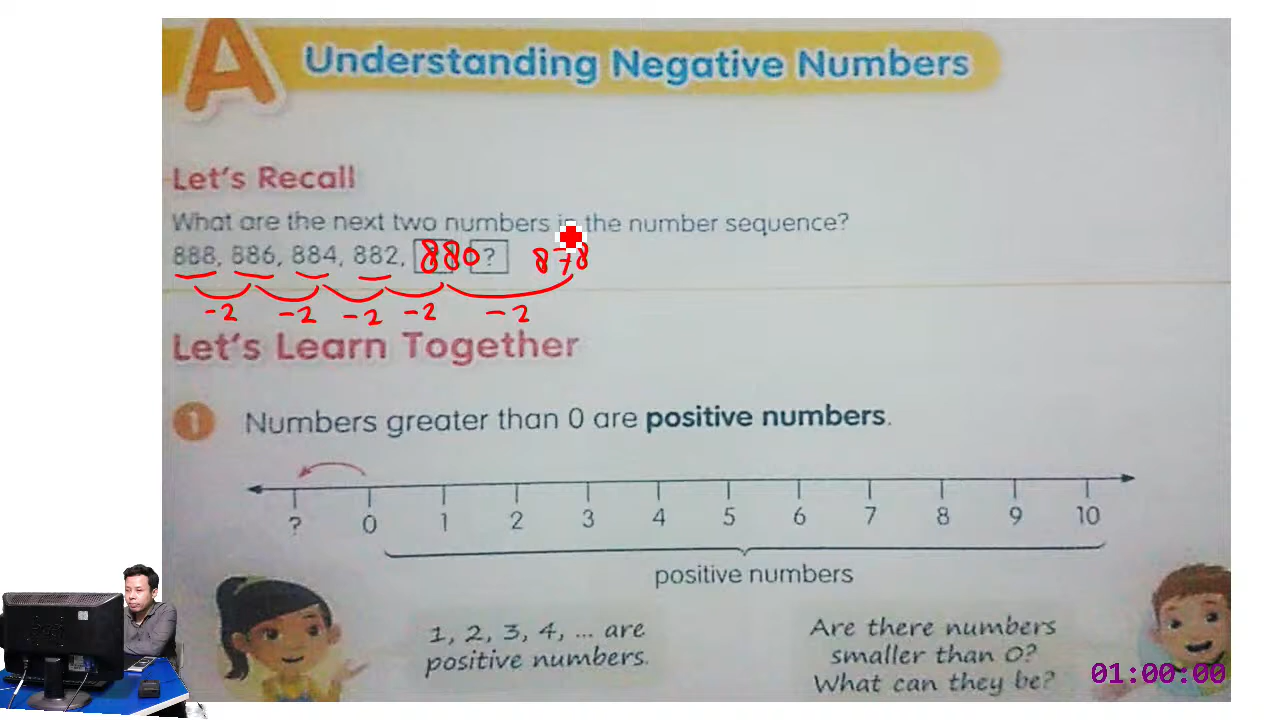 A
Understanding Negative Numbers
Let's Recall
What are the next two numbers in the number sequence?
888, 886, 884, 882, 880 ? 878
-2 -2 -2 -2 -2
Let's Learn Together
1 Numbers greater than 0 are positive numbers.
? 0 1 2 3 4 5 6 7 8 9 10
positive numbers
1, 2, 3, 4, ... are
positive numbers.
Are there numbers
smaller than 0?
What can they be?
01:00:00